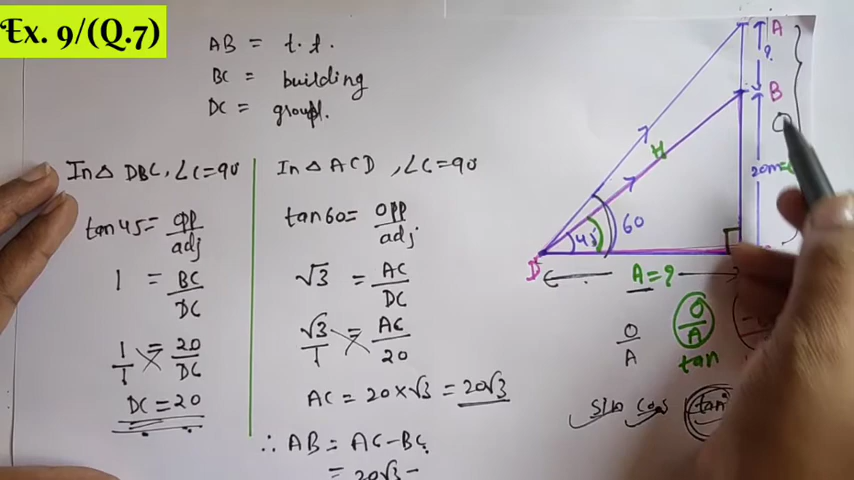 Ex. 9/(Q.7)
AB = t.l.
BC = building
DC = group.
In △ DBC, ∠C=90
tan 45 = opp/adj
1 = BC/DC
1/1 = 20/DC
DC = 20
In △ ACD, ∠C=90
tan 60 = opp/adj.
√3 = AC/DC
√3/1 = AC/20
AC = 20×√3 = 20√3
∴ AB = AC-BC.
= 20√3 -
A
?
B
O
20m=
H
60
45
D
A = ?
O/A
O/A
tan
sin cos tan